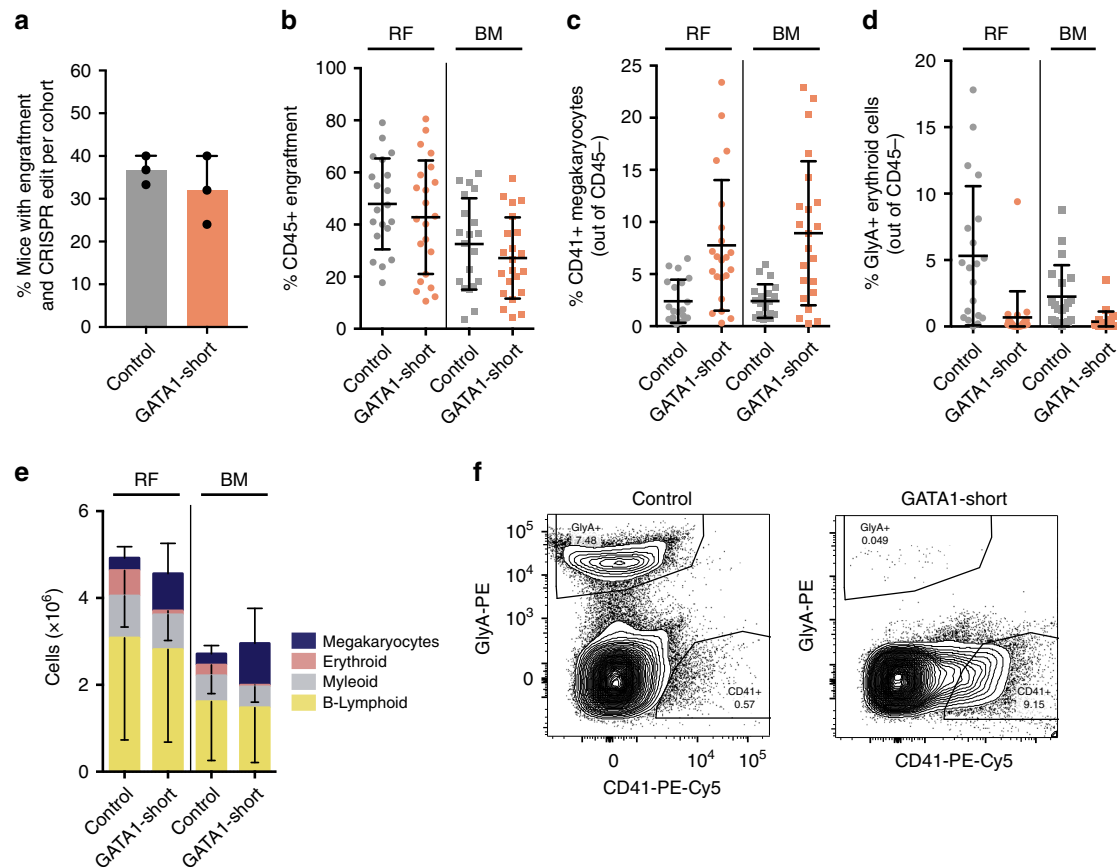 a
% Mice with engraftment
and CRISPR edit per cohort
60
50
40
30
20
10
0
Control
GATA1-short
b
RF
BM
% CD45+ engraftment
100
80
60
40
20
0
Control
GATA1-short
Control
GATA1-short
c
RF
BM
% CD41+ megakaryocytes
(out of CD45–)
25
20
15
10
5
0
Control
GATA1-short
Control
GATA1-short
d
RF
BM
% GlyA+ erythroid cells
(out of CD45–)
20
15
10
5
0
Control
GATA1-short
Control
GATA1-short
e
RF
BM
Cells (×10⁶)
6
4
2
0
Control
GATA1-short
Control
GATA1-short
Megakaryocytes
Erythroid
Myleoid
B-Lymphoid
f
Control
GlyA-PE
10⁵
10⁴
10³
0
GlyA+
7.48
CD41+
0.57
0
10⁴
10⁵
CD41-PE-Cy5
GATA1-short
GlyA-PE
GlyA+
0.049
CD41+
9.15
CD41-PE-Cy5